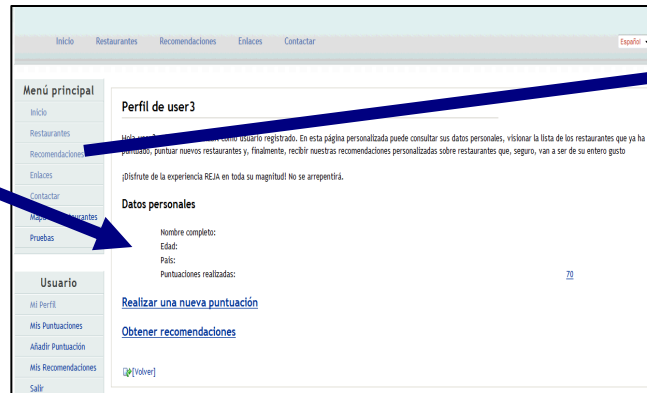 Inicio Restaurantes Recomendaciones Enlaces Contactar Español
Menú principal
Inicio
Restaurantes
Recomendaciones
Enlaces
Contactar
Restaurantes
Pruebas
Usuario
Mi Perfil
Mis Puntuaciones
Añadir Puntuación
Mis Recomendaciones
Salir
Perfil de user3
como usuario registrado. En esta página personalizada puede consultar sus datos personales, visionar la lista de los restaurantes que ya ha
puntuado, puntuar nuevos restaurantes y, finalmente, recibir nuestras recomendaciones personalizadas sobre restaurantes que, seguro, van a ser de su entero gusto
¡Disfrute de la experiencia REJA en toda su magnitud! No se arrepentirá.
Datos personales
Nombre completo:
Edad:
País:
Puntuaciones realizadas: 70
Realizar una nueva puntuación
Obtener recomendaciones
[Volver]